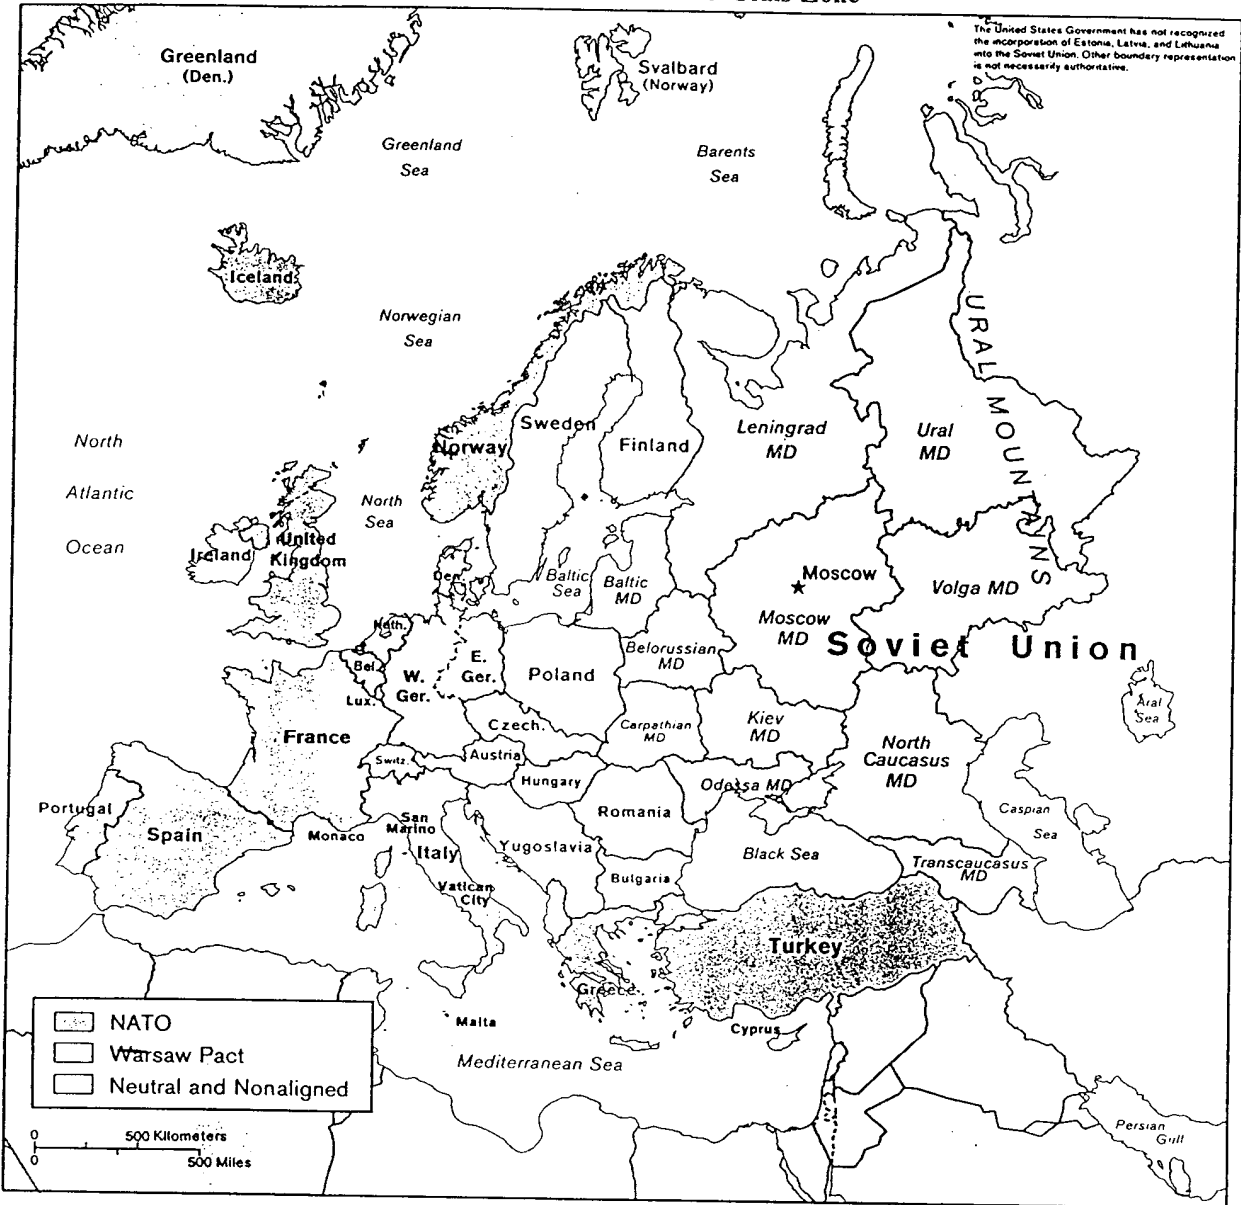 Zone
The United States Government has not recognized
the incorporation of Estonia, Latvia, and Lithuania
into the Soviet Union. Other boundary representation
is not necessarily authoritative.
Greenland
(Den.)
Svalbard
(Norway)
Greenland
Sea
Barents
Sea
Iceland
Norwegian
Sea
URAL MOUNTAINS
North
Atlantic
Ocean
Sweden
Norway
Finland
Leningrad
MD
Ural
MD
North
Sea
Ireland
United
Kingdom
Den.
Baltic
Sea
Baltic
MD
Moscow
Moscow
MD
Volga MD
Soviet Union
Neth.
Bel.
Lux.
W.
Ger.
E.
Ger.
Poland
Belorussian
MD
Aral
Sea
France
Czech.
Carpathian
MD
Kiev
MD
North
Caucasus
MD
Switz.
Austria
Hungary
Odessa MD
Portugal
Spain
Monaco
San
Marino
Italy
Yugoslavia
Romania
Caspian
Sea
Black Sea
Transcaucasus
MD
Vatican
City
Bulgaria
Turkey
Greece
Malta
Cyprus
Mediterranean Sea
Persian
Gulf
NATO
Warsaw Pact
Neutral and Nonaligned
0 500 Kilometers
0 500 Miles